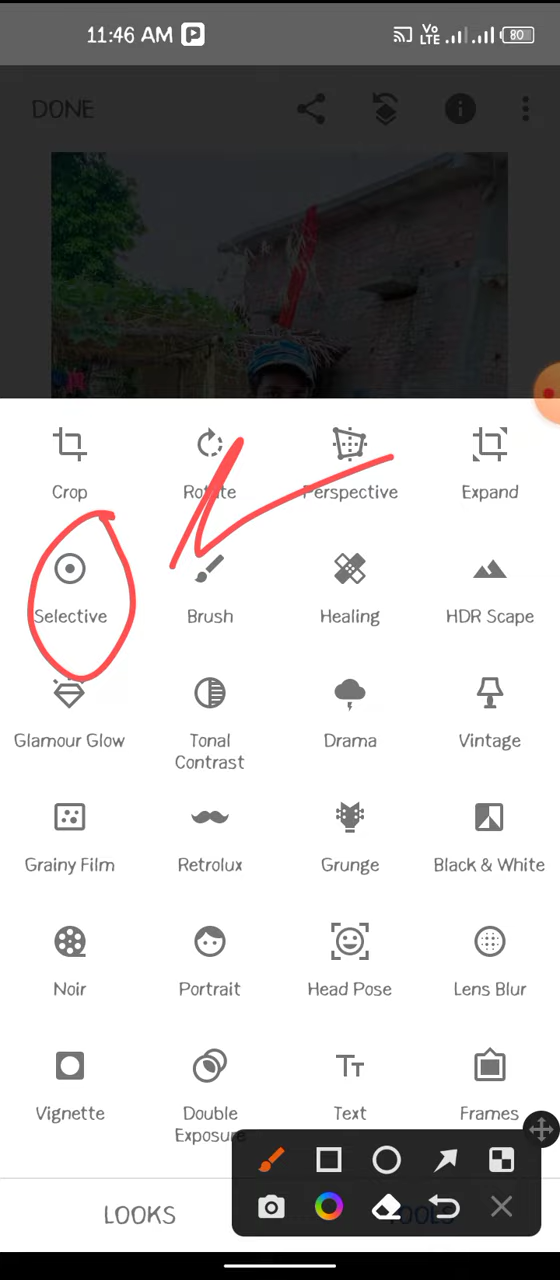 11:46 AM P
Vo LTE 80
DONE
Crop Rotate Perspective Expand
Selective Brush Healing HDR Scape
Glamour Glow Tonal Contrast Drama Vintage
Grainy Film Retrolux Grunge Black & White
Noir Portrait Head Pose Lens Blur
Vignette Double Exposure Text Frames
LOOKS TOOLS